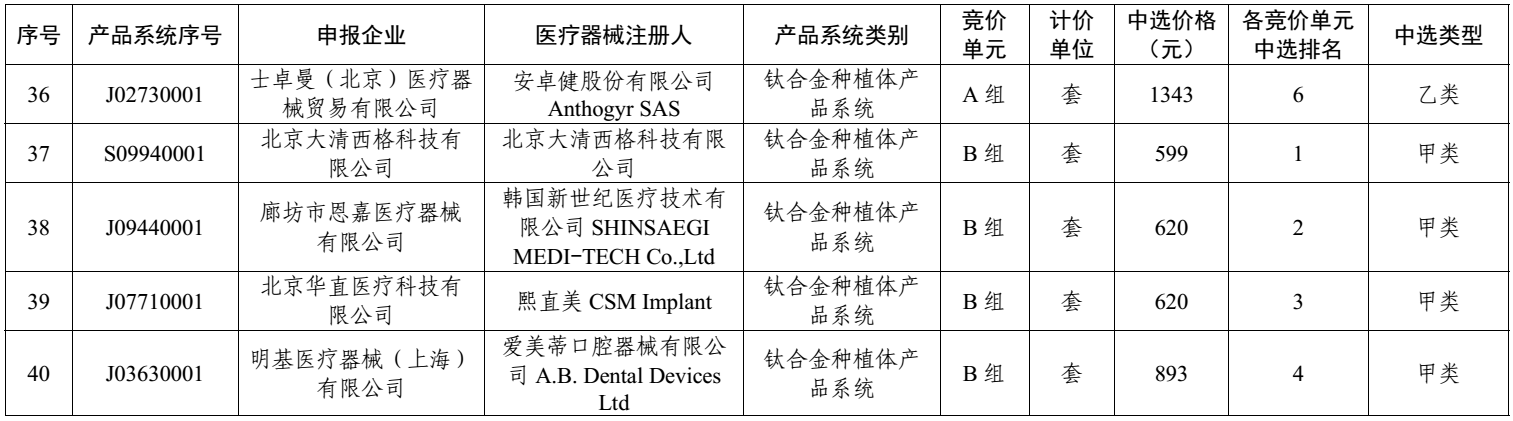 序号 产品系统序号 申报企业 医疗器械注册人 产品系统类别 竞价 计价 中选价格 各竞价单元 中选类型
单元 单位 （元） 中选排名
36 J02730001 士卓曼（北京）医疗器 安卓健股份有限公司 钛合金种植体产 A 组 套 1343 6 乙类
械贸易有限公司 Anthogyr SAS 品系统
37 S09940001 北京大清西格科技有 北京大清西格科技有限 钛合金种植体产 B 组 套 599 1 甲类
限公司 公司 品系统
38 J09440001 廊坊市恩嘉医疗器械 韩国新世纪医疗技术有 钛合金种植体产 B 组 套 620 2 甲类
有限公司 限公司 SHINSAEGI 品系统
MEDI-TECH Co.,Ltd
39 J07710001 北京华直医疗科技有 熙直美 CSM Implant 钛合金种植体产 B 组 套 620 3 甲类
限公司 品系统
40 J03630001 明基医疗器械（上海） 爱美蒂口腔器械有限公 钛合金种植体产 B 组 套 893 4 甲类
有限公司 司 A.B. Dental Devices 品系统
Ltd